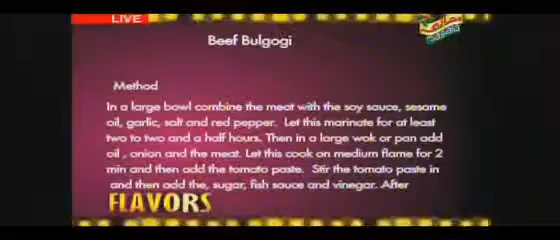 LIVE
Beef Bulgogi
Method
In a large bowl combine the meat with the soy sauce, sesame
oil, garlic, salt and red pepper. Let this marinate for at least
two to two and a half hours. Then in a large wok or pan add
oil , onion and the meat. Let this cook on medium flame for 2
min and then add the tomato paste. Stir the tomato paste in
and then add the, sugar, fish sauce and vinegar. After
FLAVORS